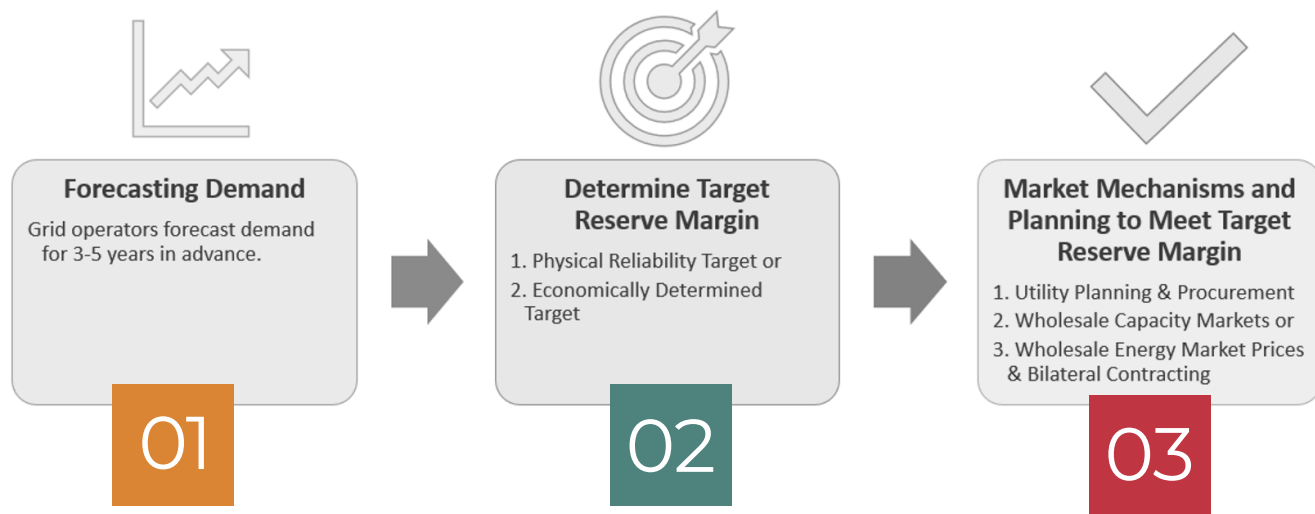 Forecasting Demand
Grid operators forecast demand
for 3-5 years in advance.
01
Determine Target
Reserve Margin
1. Physical Reliability Target or
2. Economically Determined
Target
02
Market Mechanisms and
Planning to Meet Target
Reserve Margin
1. Utility Planning & Procurement
2. Wholesale Capacity Markets or
3. Wholesale Energy Market Prices
& Bilateral Contracting
03